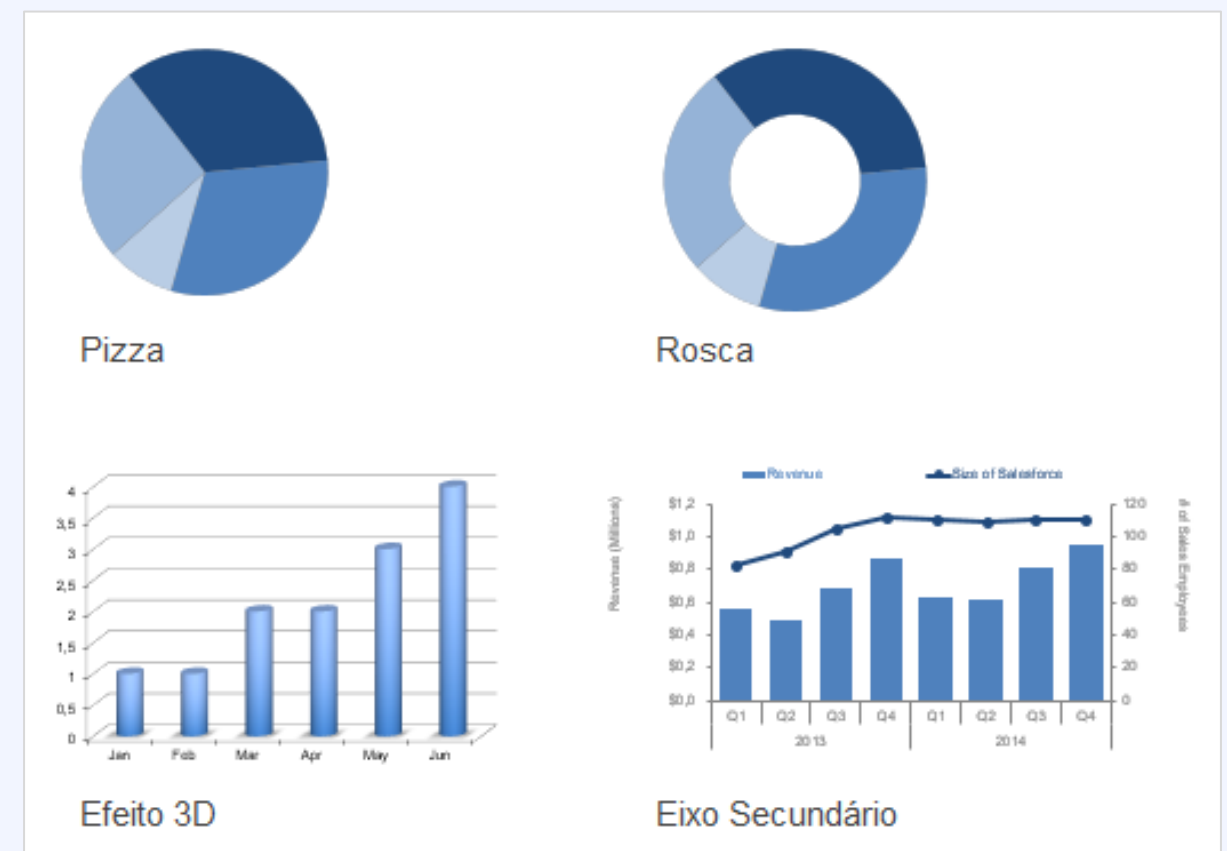 Pizza
Rosca
4
3,5
3
2,5
2
1,5
1
0,5
0
Jan Feb Mar Apr May Jun
Efeito 3D
Revenue Size of Salesforce
Revenue (Millions)
$1,2
$1,0
$0,8
$0,6
$0,4
$0,2
$0,0
120
100
80
60
40
20
0
# of Sales Employees
Q1 Q2 Q3 Q4 Q1 Q2 Q3 Q4
2013 2014
Eixo Secundário